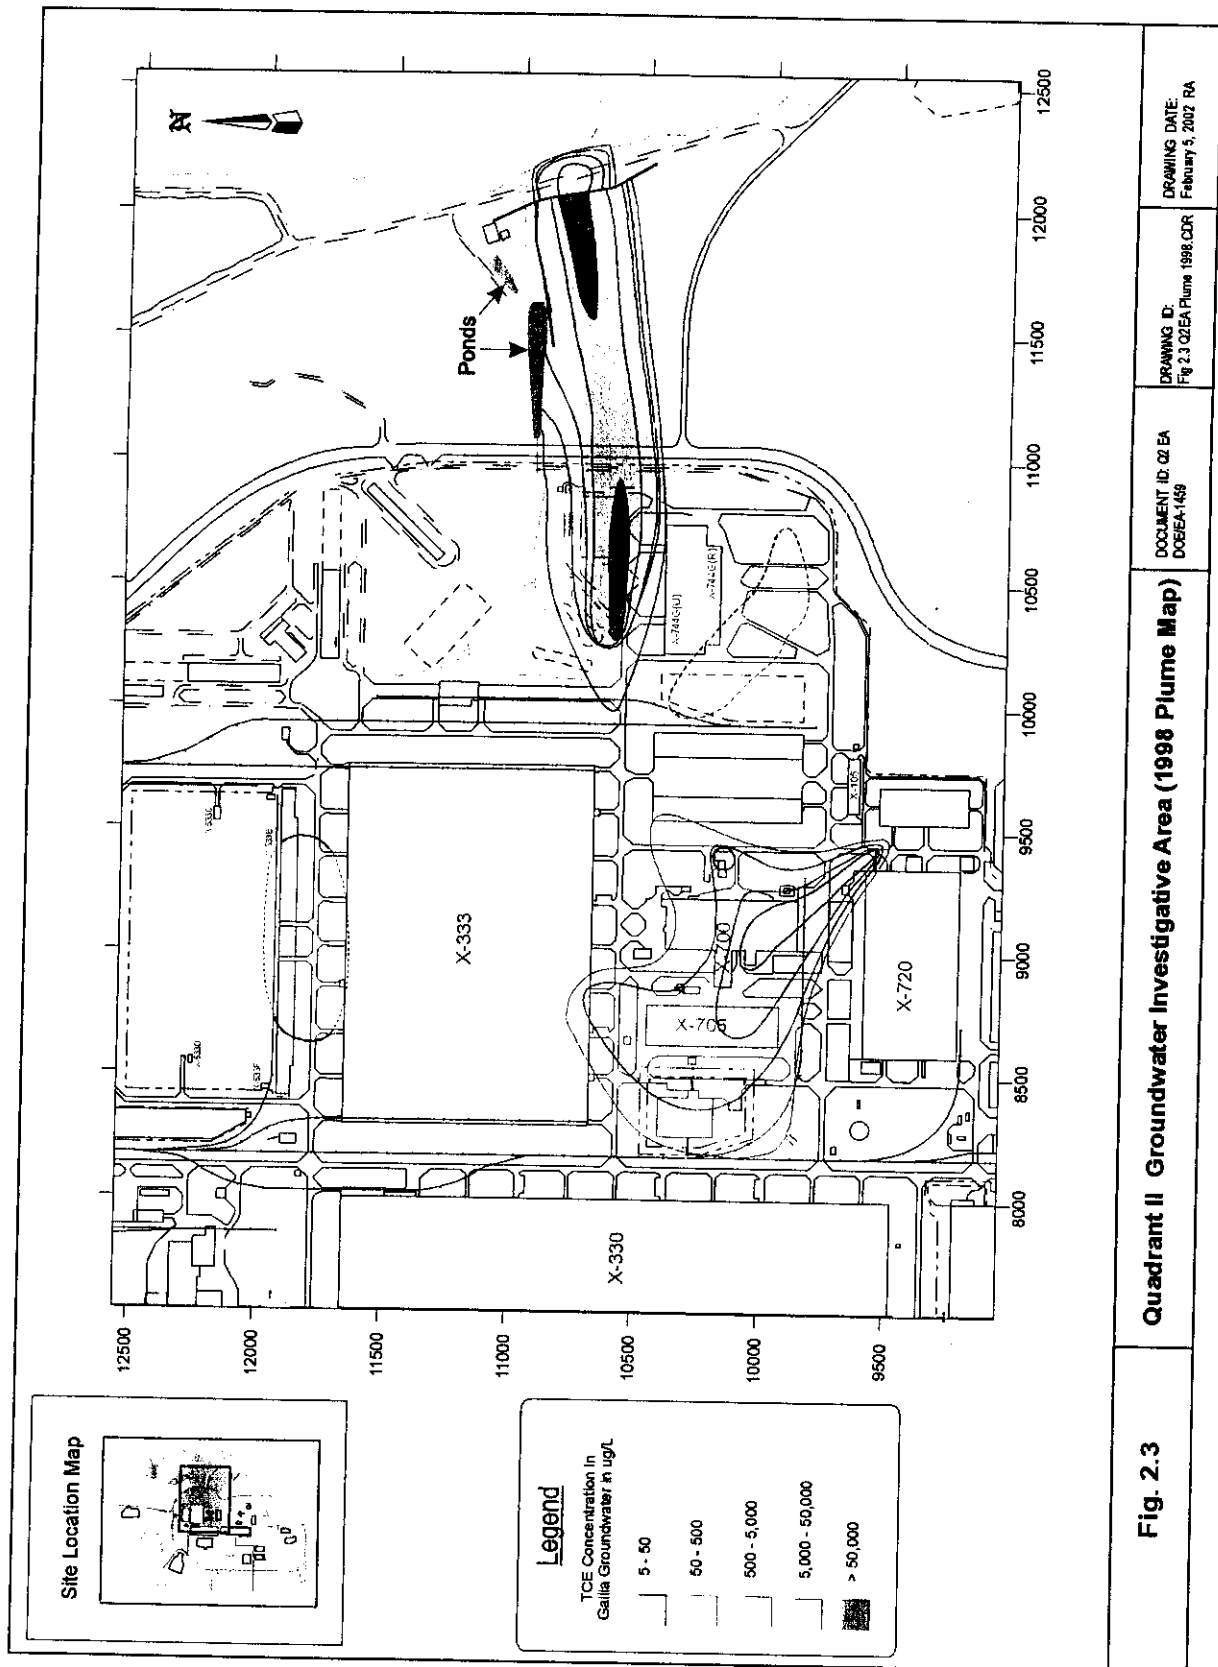 Site Location Map
Legend
TCE Concentration In
Gallia Groundwater in ug/L
5 - 50
50 - 500
500 - 5,000
5,000 - 50,000
> 50,000
N
Ponds
X-333
X-330
X-700
X-705
X-720
X-105
X-744G(U)
X-744G(R)
12500
12000
11500
11000
10500
10000
9500
8000
8500
9000
9500
10000
10500
11000
11500
12000
12500
Fig. 2.3
Quadrant II Groundwater Investigative Area (1998 Plume Map)
DOCUMENT ID: Q2 EA
DOE/EA-1459
DRAWING ID:
Fig 2.3 Q2EA Plume 1998.CDR
DRAWING DATE:
February 5, 2002 RA